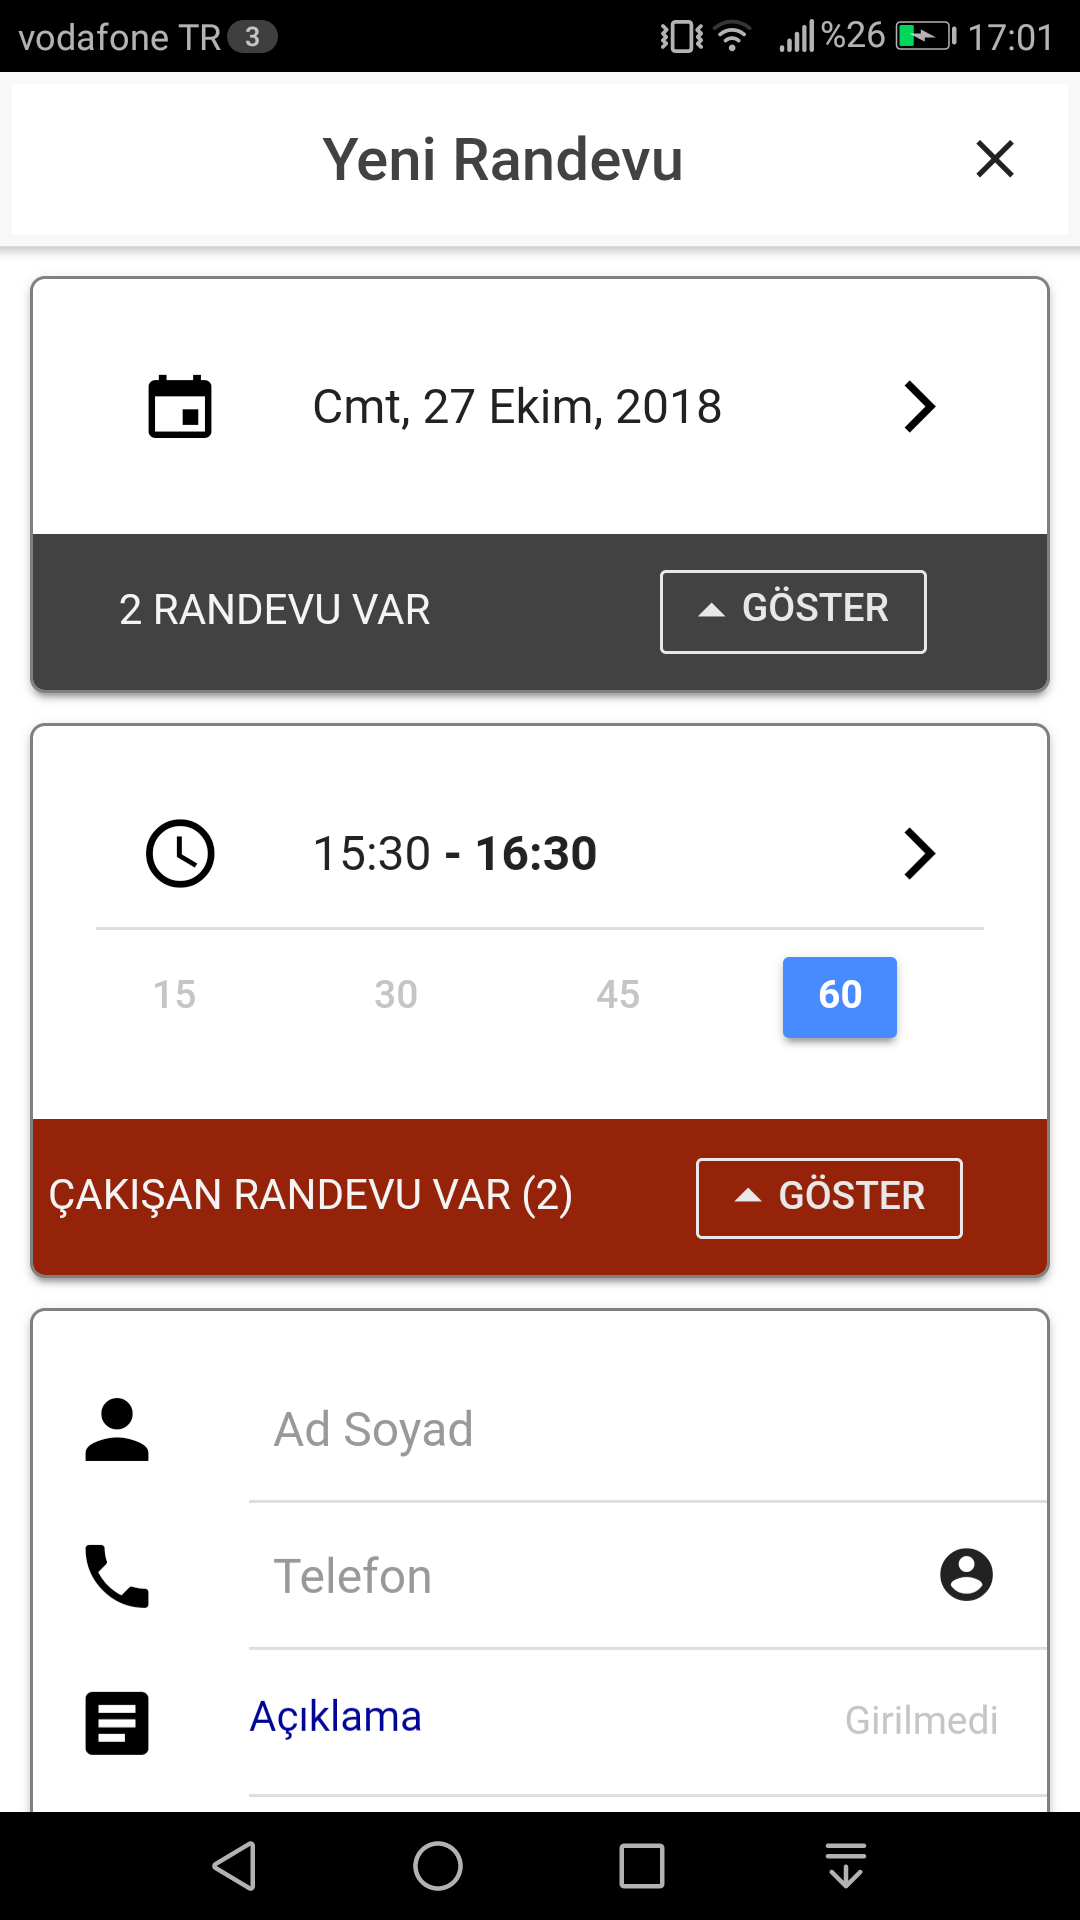 vodafone TR 3 %26 17:01
Yeni Randevu
Cmt, 27 Ekim, 2018
2 RANDEVU VAR GÖSTER
15:30 - 16:30
15 30 45 60
ÇAKIŞAN RANDEVU VAR (2) GÖSTER
Ad Soyad
Telefon
Açıklama Girilmedi